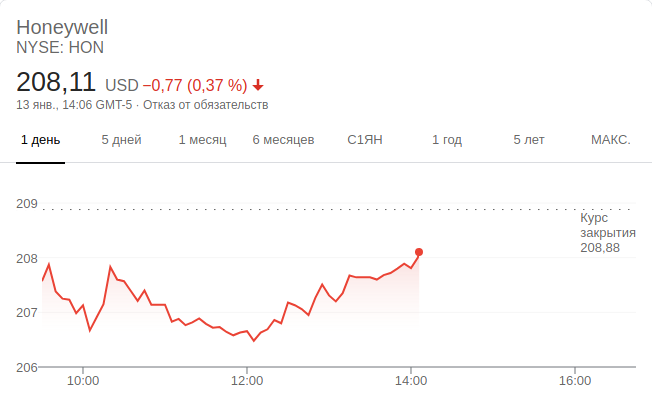 Honeywell
NYSE: HON
208,11 USD −0,77 (0,37 %)
13 янв., 14:06 GMT-5 · Отказ от обязательств
1 день 5 дней 1 месяц 6 месяцев С1ЯН 1 год 5 лет МАКС.
209
Курс
закрытия
208,88
208
207
206
10:00 12:00 14:00 16:00